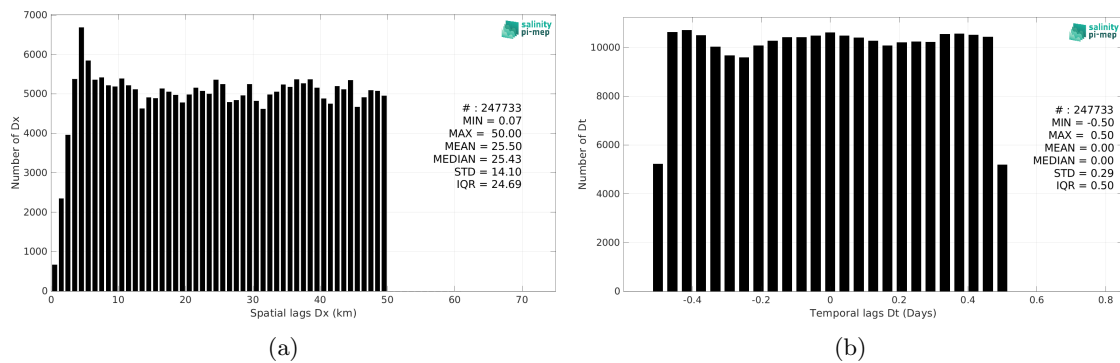 7000
6000
5000
4000
3000
2000
1000
0
Number of Dx
0 10 20 30 40 50 60 70
Spatial lags Dx (km)
salinity
pi-mep
# : 247733
MIN = 0.07
MAX = 50.00
MEAN = 25.50
MEDIAN = 25.43
STD = 14.10
IQR = 24.69
(a)
10000
8000
6000
4000
2000
0
Number of Dt
-0.4 -0.2 0 0.2 0.4 0.6 0.8
Temporal lags Dt (Days)
salinity
pi-mep
# : 247733
MIN = -0.50
MAX = 0.50
MEAN = 0.00
MEDIAN = 0.00
STD = 0.29
IQR = 0.50
(b)